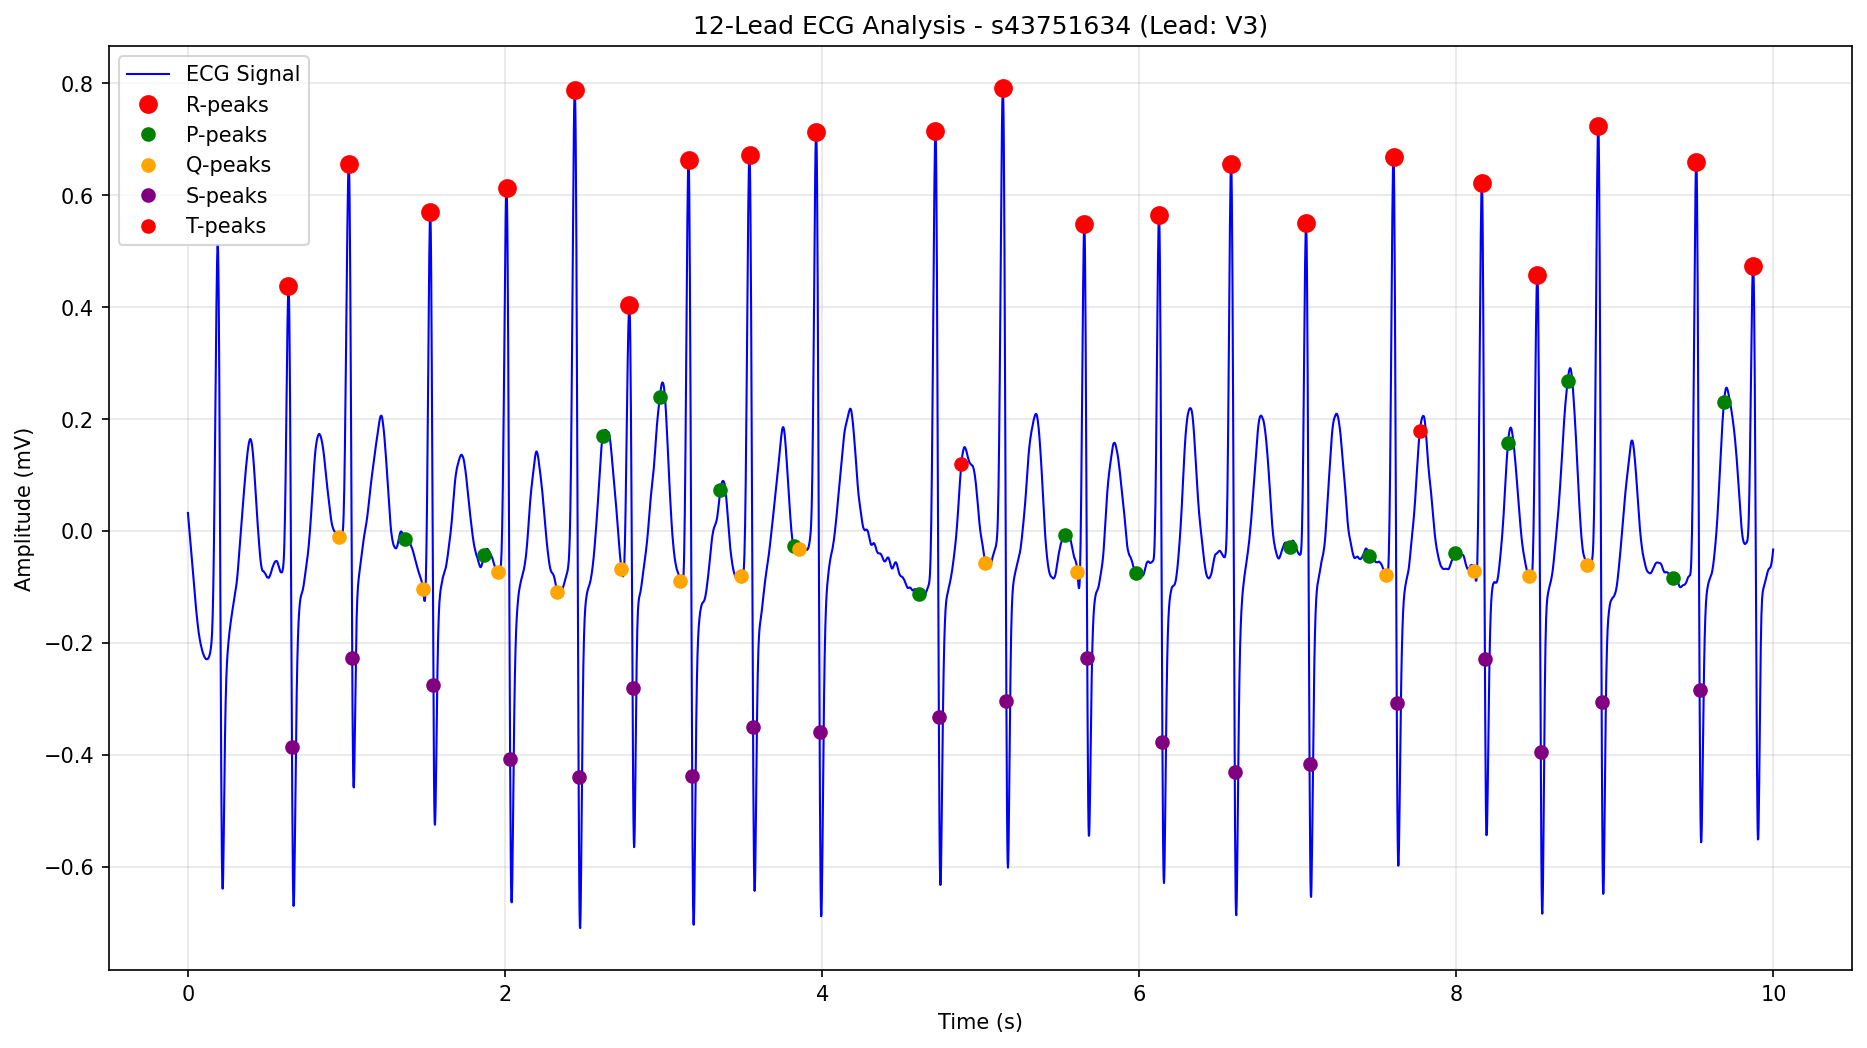 12-Lead ECG Analysis - s43751634 (Lead: V3)
ECG Signal
R-peaks
P-peaks
Q-peaks
S-peaks
T-peaks
Amplitude (mV)
0.8
0.6
0.4
0.2
0.0
−0.2
−0.4
−0.6
0 2 4 6 8 10
Time (s)